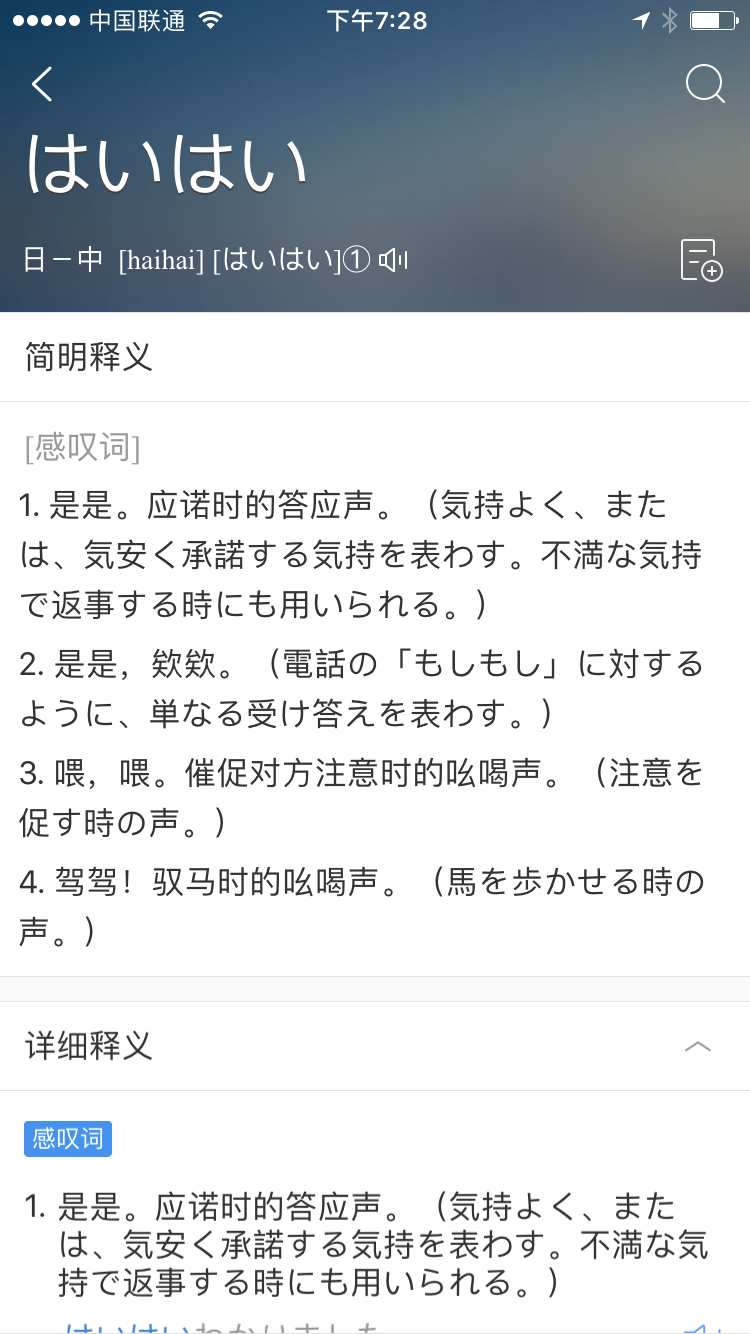 中国联通 下午7:28
はいはい
日－中 [haihai] [はいはい]①
简明释义
[感叹词]
1. 是是。应诺时的答应声。（気持よく、また
は、気安く承諾する気持を表わす。不満な気持
で返事する時にも用いられる。）
2. 是是，欸欸。（電話の「もしもし」に対する
ように、単なる受け答えを表わす。）
3. 喂，喂。催促对方注意时的吆喝声。（注意を
促す時の声。）
4. 驾驾！驭马时的吆喝声。（馬を歩かせる時の
声。）
详细释义
感叹词
1. 是是。应诺时的答应声。（気持よく、また
は、気安く承諾する気持を表わす。不満な気
持で返事する時にも用いられる。）
はいはいわかりました